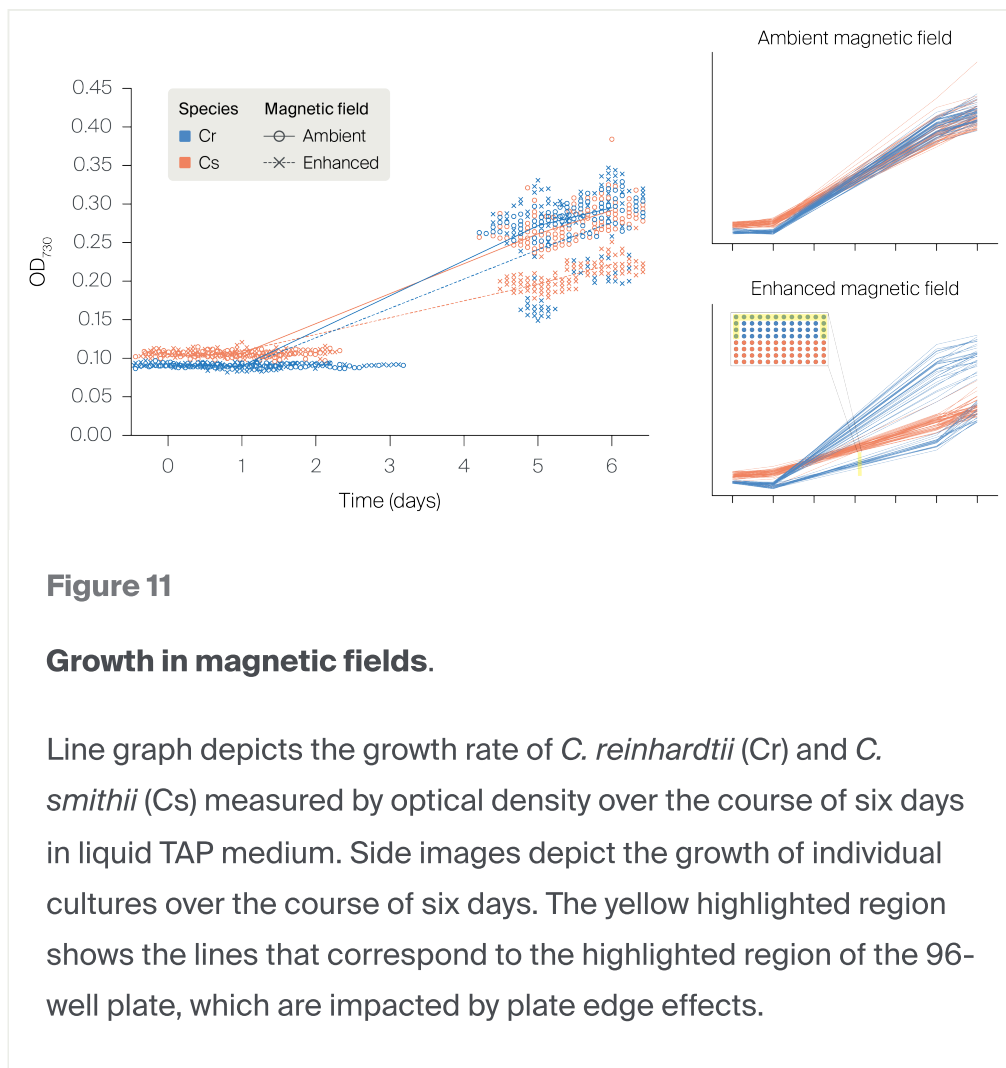 Ambient magnetic field
0.45
0.40
0.35
0.30
0.25
0.20
0.15
0.10
0.05
0.00
OD730
Species Magnetic field
Cr Ambient
Cs Enhanced
0 1 2 3 4 5 6
Time (days)
Enhanced magnetic field
Figure 11
Growth in magnetic fields.
Line graph depicts the growth rate of C. reinhardtii (Cr) and C.
smithii (Cs) measured by optical density over the course of six days
in liquid TAP medium. Side images depict the growth of individual
cultures over the course of six days. The yellow highlighted region
shows the lines that correspond to the highlighted region of the 96-
well plate, which are impacted by plate edge effects.